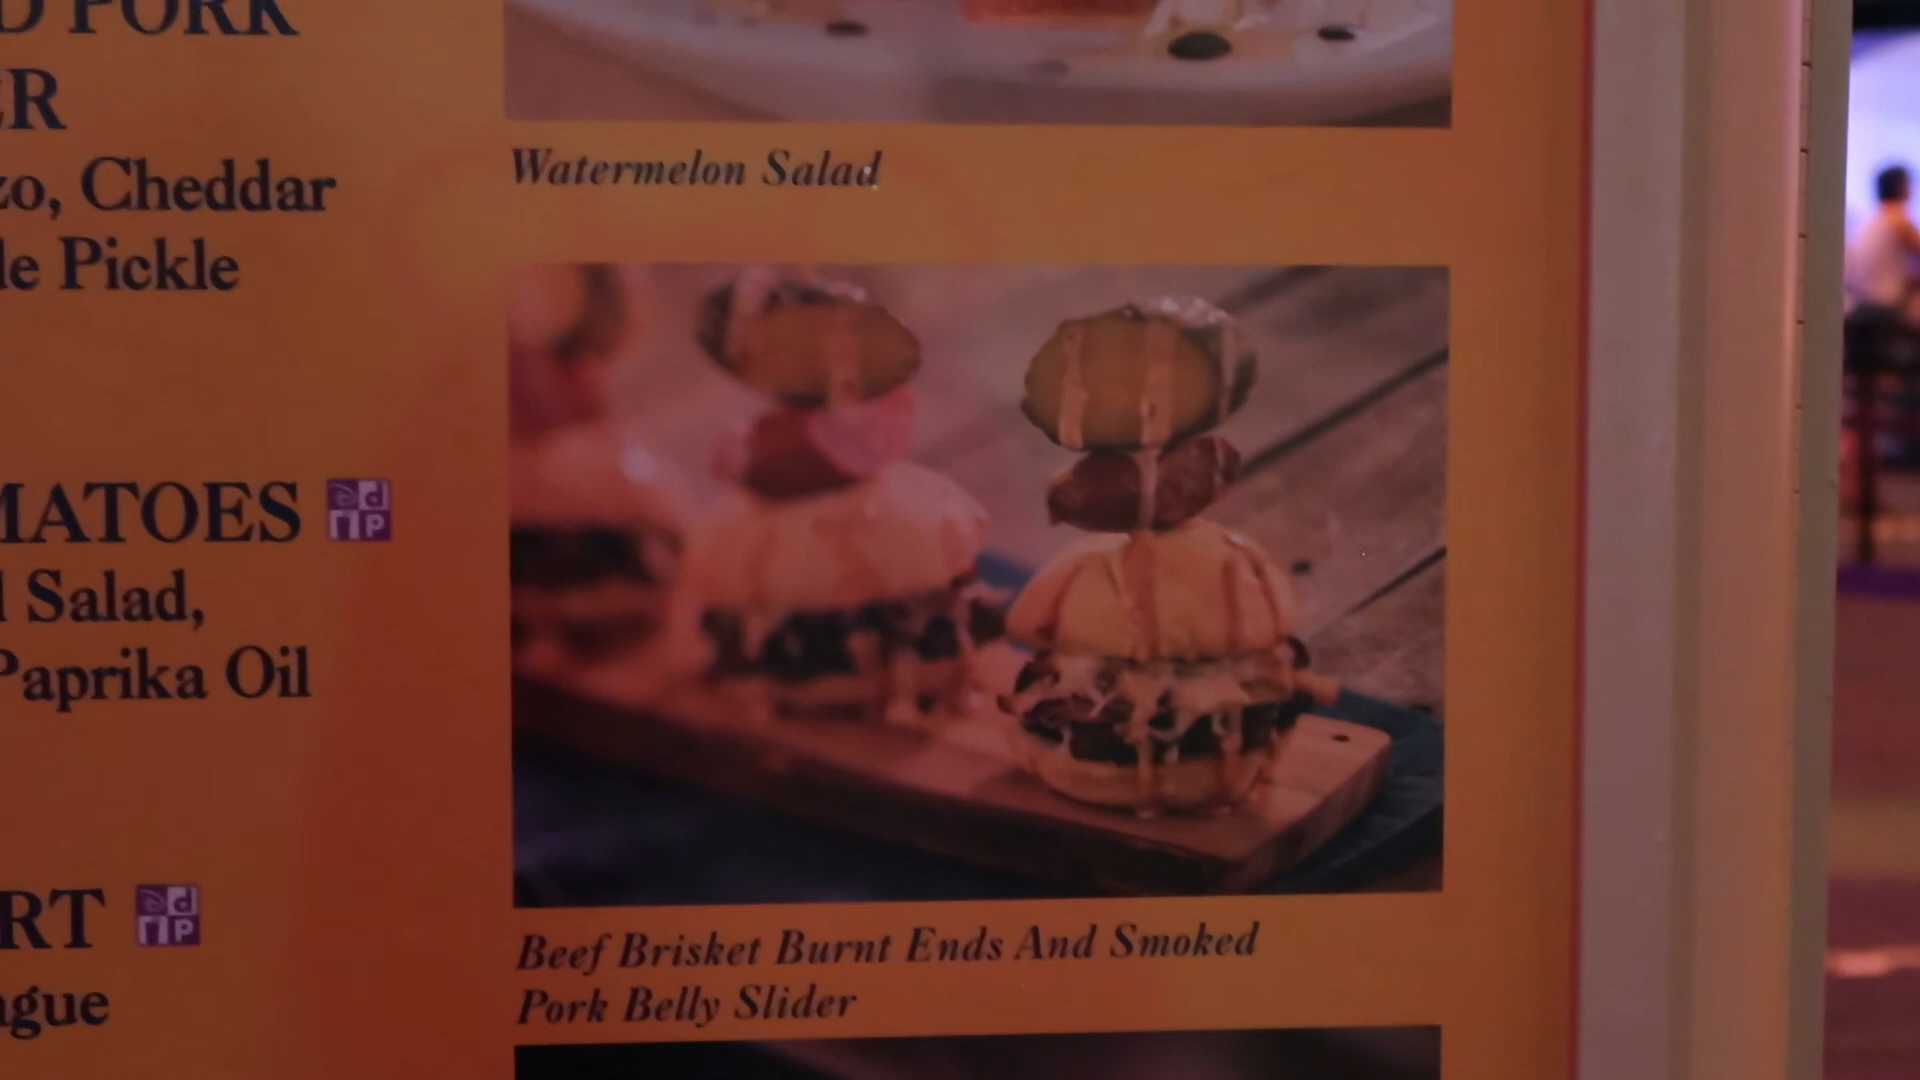 D PORK
ER
zo, Cheddar
le Pickle
MATOES
l Salad,
Paprika Oil
RT
gue
Watermelon Salad
Beef Brisket Burnt Ends And Smoked
Pork Belly Slider